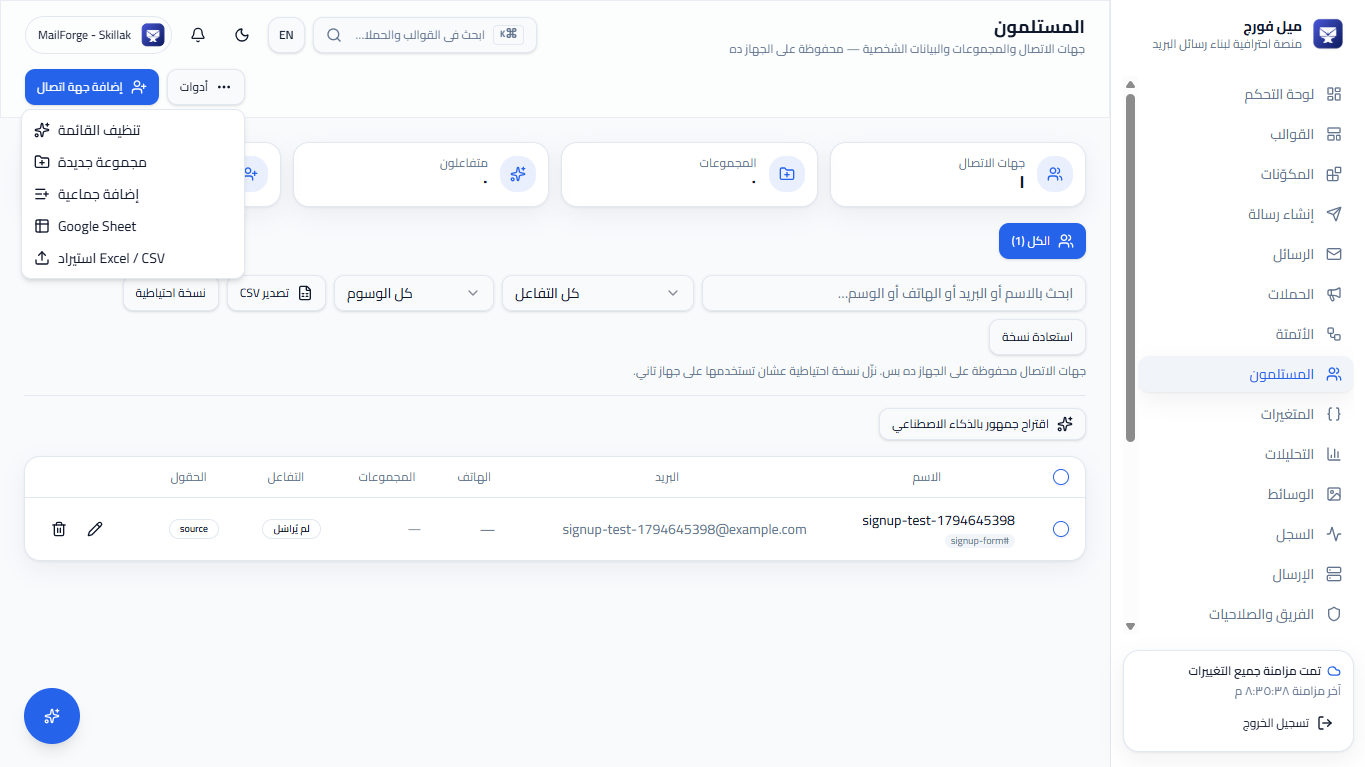 ميل فورج
منصة احترافية لبناء رسائل البريد
لوحة التحكم
القوالب
المكوّنات
إنشاء رسالة
الرسائل
الحملات
الأتمتة
المستلمون
المتغيرات
التحليلات
الوسائط
السجل
الإرسال
الفريق والصلاحيات
تمت مزامنة جميع التغييرات
آخر مزامنة ٨:٣٥:٣٨ م
تسجيل الخروج
المستلمون
جهات الاتصال والمجموعات والبيانات الشخصية — محفوظة على الجهاز ده
ابحث في القوالب والحملا...
⌘K
EN
MailForge - Skillak
أدوات
إضافة جهة اتصال
تنظيف القائمة
مجموعة جديدة
إضافة جماعية
Google Sheet
استيراد Excel / CSV
جهات الاتصال
١
المجموعات
٠
متفاعلون
٠
الكل (1)
ابحث بالاسم أو البريد أو الهاتف أو الوسم...
كل التفاعل
كل الوسوم
تصدير CSV
نسخة احتياطية
استعادة نسخة
جهات الاتصال محفوظة على الجهاز ده بس. نزّل نسخة احتياطية عشان تستخدمها على جهاز تاني.
اقتراح جمهور بالذكاء الاصطناعي
الاسم البريد الهاتف المجموعات التفاعل الحقول
signup-test-1794645398 signup-test-1794645398@example.com — — لم يُراسَل source
#signup-form